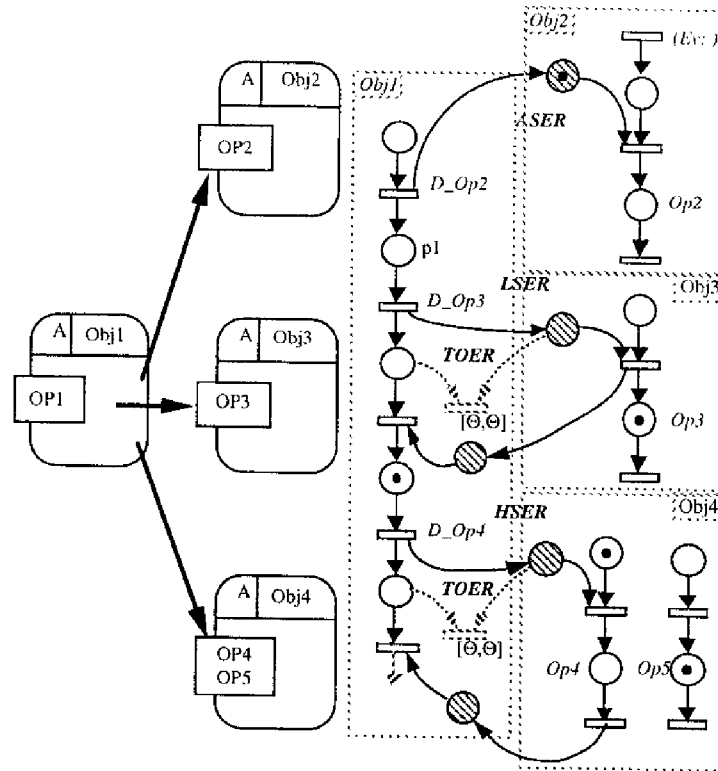 A Obj2
OP2
A Obj1
OP1
A Obj3
OP3
A Obj4
OP4
OP5
Obj1
D_Op2
p1
D_Op3
TOER
[Θ,Θ]
D_Op4
TOER
[Θ,Θ]
ASER
LSER
HSER
Obj2
Op2
Obj3
Op3
Obj4
Op4
Op5